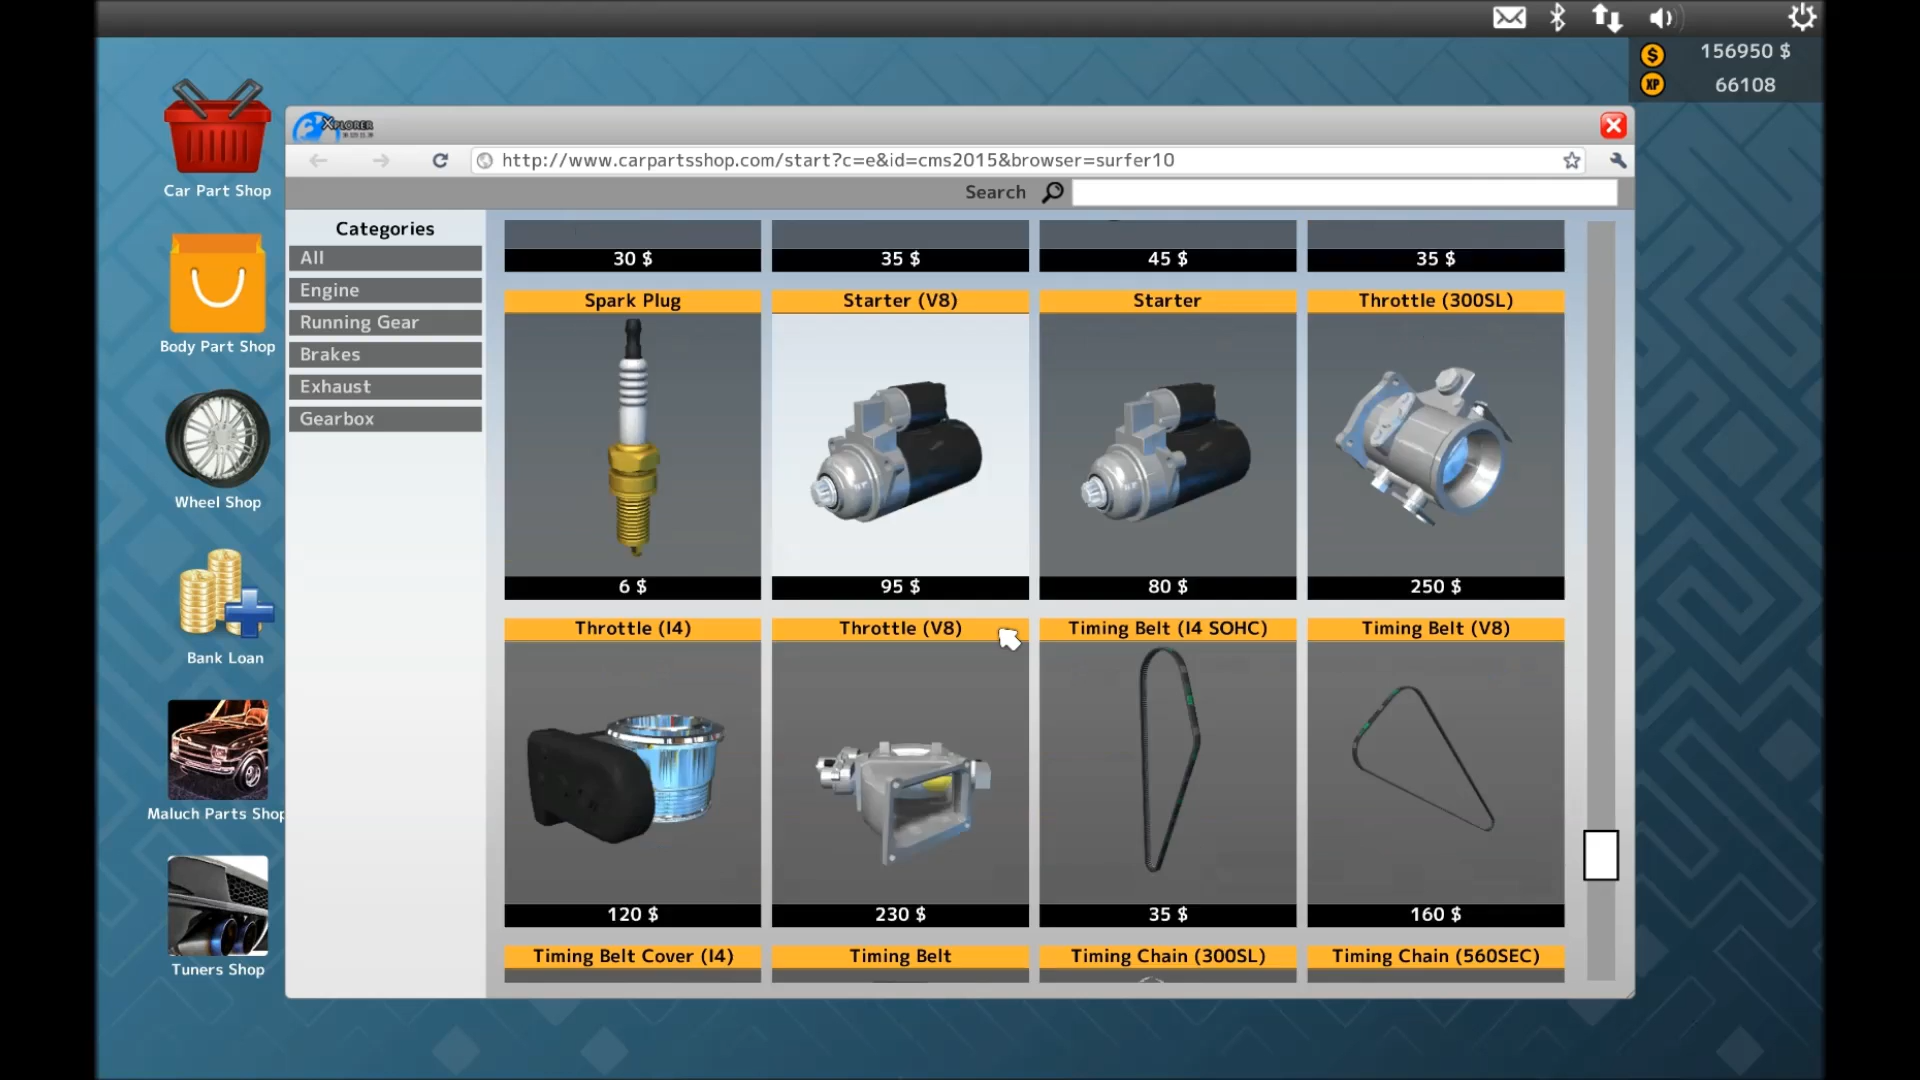 156950 $
XP 66108
XPLORER
http://www.carpartsshop.com/start?c=e&id=cms2015&browser=surfer10
Search
Car Part Shop
Body Part Shop
Wheel Shop
Bank Loan
Maluch Parts Shop
Tuners Shop
Categories
All
Engine
Running Gear
Brakes
Exhaust
Gearbox
30 $ 35 $ 45 $ 35 $
Spark Plug Starter (V8) Starter Throttle (300SL)
6 $ 95 $ 80 $ 250 $
Throttle (I4) Throttle (V8) Timing Belt (I4 SOHC) Timing Belt (V8)
120 $ 230 $ 35 $ 160 $
Timing Belt Cover (I4) Timing Belt Timing Chain (300SL) Timing Chain (560SEC)